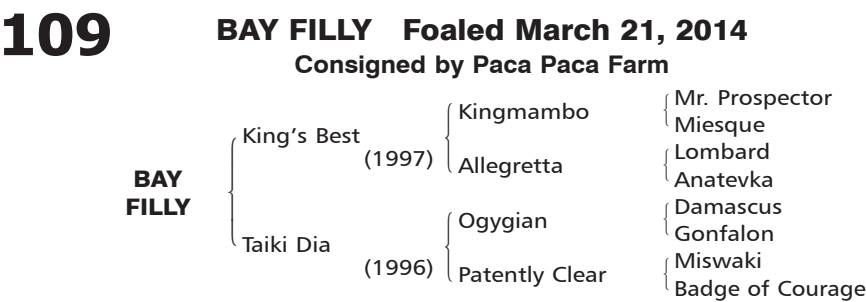 109
BAY FILLY Foaled March 21, 2014
Consigned by Paca Paca Farm
Mr. Prospector
Kingmambo
Miesque
King's Best
(1997)
Lombard
Allegretta
Anatevka
BAY
FILLY
Damascus
Ogygian
Gonfalon
Taiki Dia
(1996)
Miswaki
Patently Clear
Badge of Courage